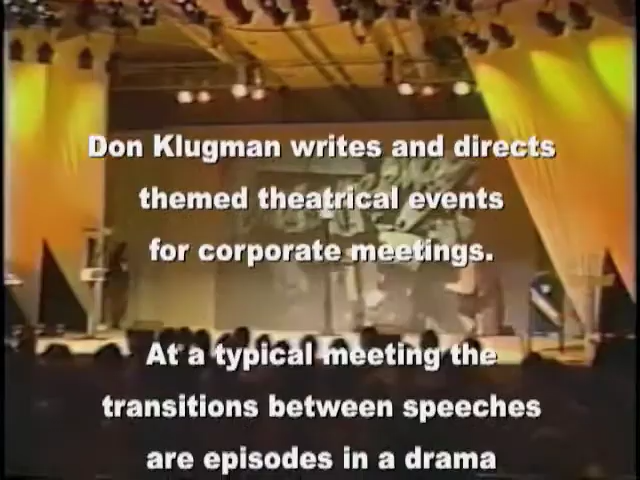 Don Klugman writes and directs
themed theatrical events
for corporate meetings.
At a typical meeting the
transitions between speeches
are episodes in a drama